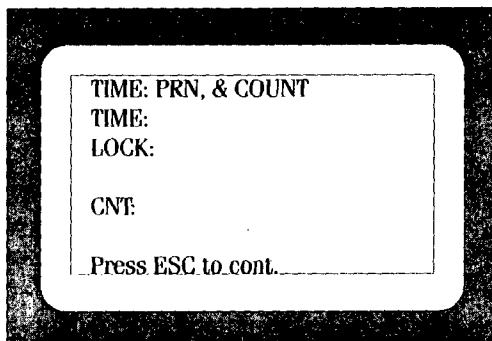 TIME: PRN, & COUNT
TIME:
LOCK:
CNT:
Press ESC to cont.